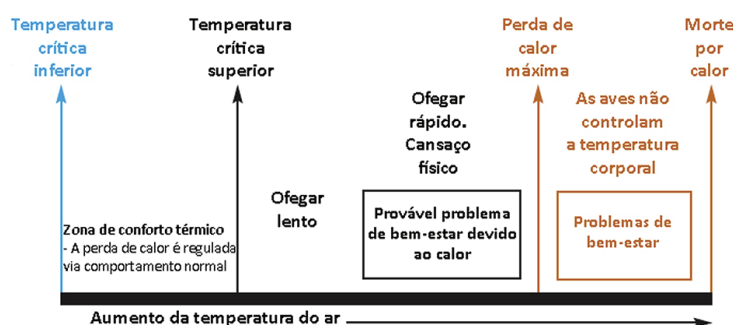 Temperatura
crítica
inferior
Temperatura
crítica
superior
Perda de
calor
máxima
Morte
por
calor
Ofegar
rápido.
Cansaço
físico
As aves não
controlam
a temperatura
corporal
Ofegar
lento
Zona de conforto térmico
- A perda de calor é regulada
via comportamento normal
Provável problema
de bem-estar devido
ao calor
Problemas de
bem-estar
Aumento da temperatura do ar